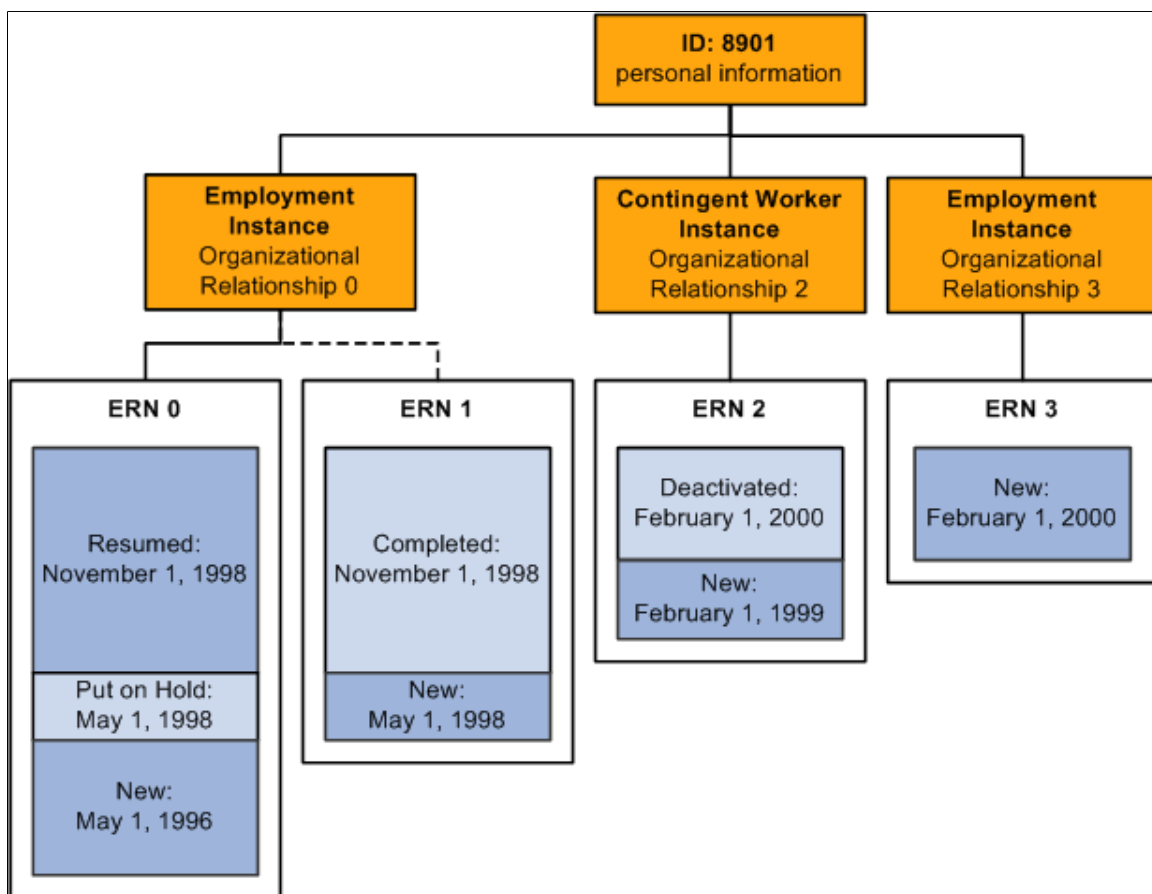 ID: 8901
personal information
Employment
Instance
Organizational
Relationship 0
Contingent Worker
Instance
Organizational
Relationship 2
Employment
Instance
Organizational
Relationship 3
ERN 0
Resumed:
November 1, 1998
Put on Hold:
May 1, 1998
New:
May 1, 1996
ERN 1
Completed:
November 1, 1998
New:
May 1, 1998
ERN 2
Deactivated:
February 1, 2000
New:
February 1, 1999
ERN 3
New:
February 1, 2000